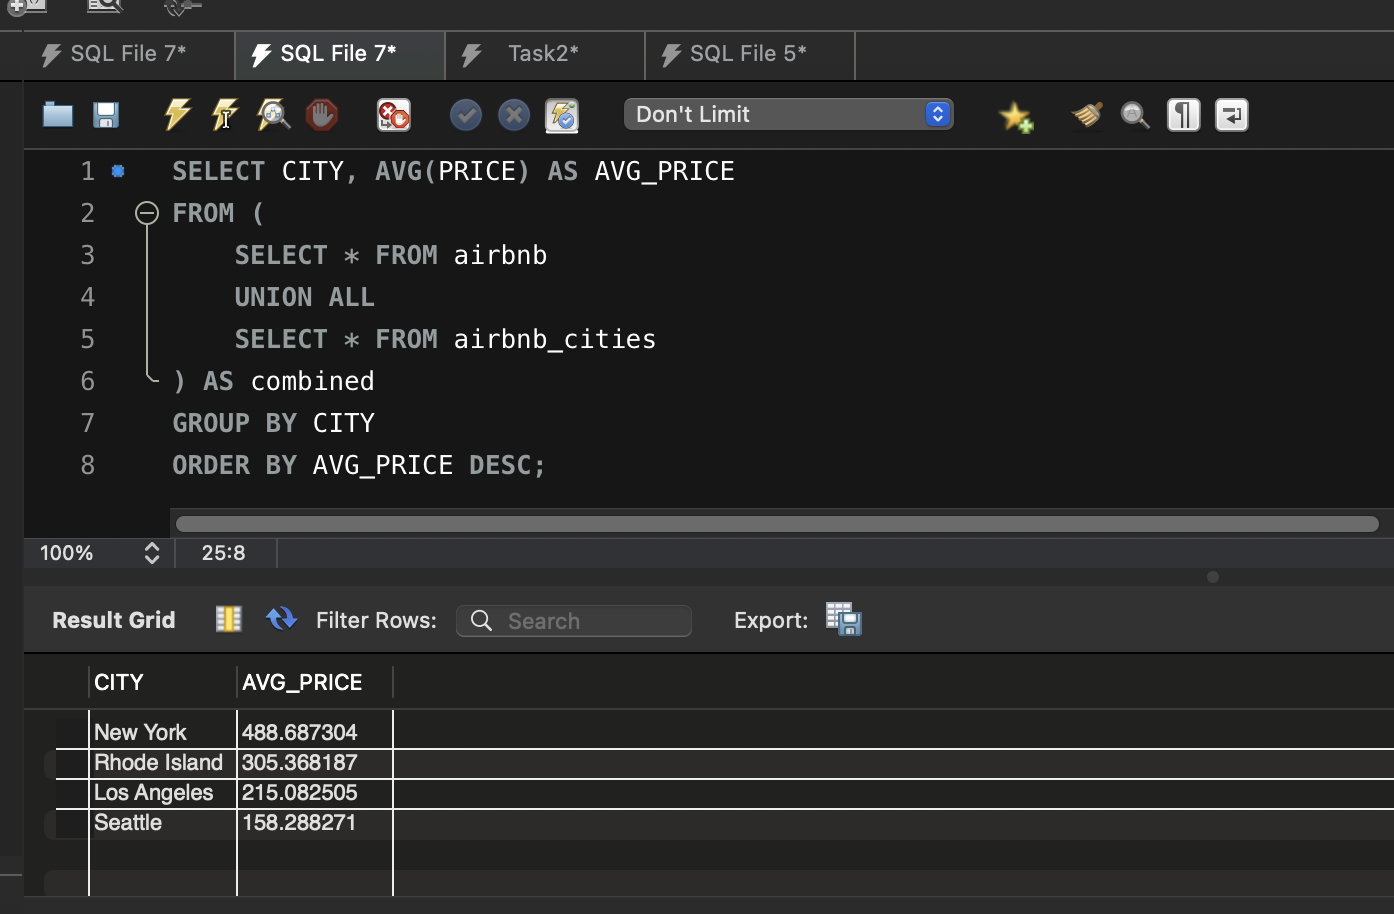 SQL File 7*
SQL File 7*
Task2*
SQL File 5*
Don't Limit
1 SELECT CITY, AVG(PRICE) AS AVG_PRICE
2 FROM (
3 SELECT * FROM airbnb
4 UNION ALL
5 SELECT * FROM airbnb_cities
6 ) AS combined
7 GROUP BY CITY
8 ORDER BY AVG_PRICE DESC;
100% 25:8
Result Grid Filter Rows: Search Export:
CITY AVG_PRICE
New York 488.687304
Rhode Island 305.368187
Los Angeles 215.082505
Seattle 158.288271